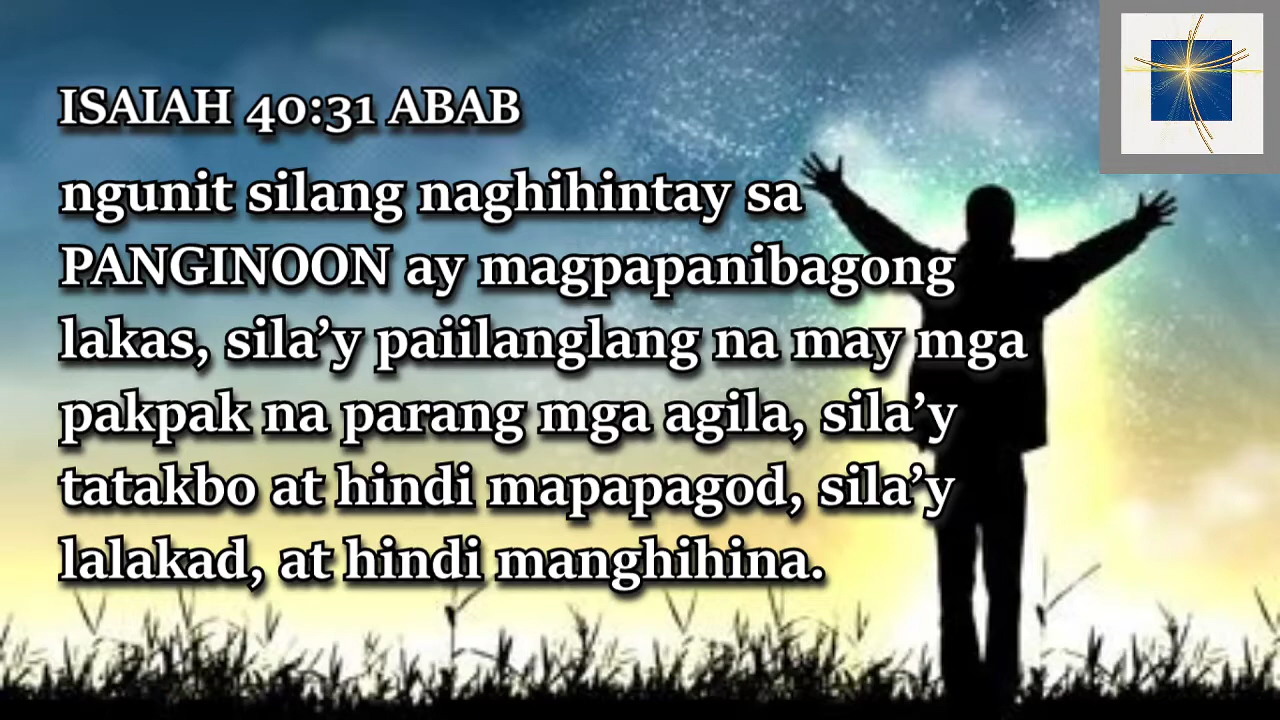 ISAIAH 40:31 ABAB
ngunit silang naghihintay sa
PANGINOON ay magpapanibagong
lakas, sila’y paiilanglang na may mga
pakpak na parang mga agila, sila’y
tatakbo at hindi mapapagod, sila’y
lalakad, at hindi manghihina.